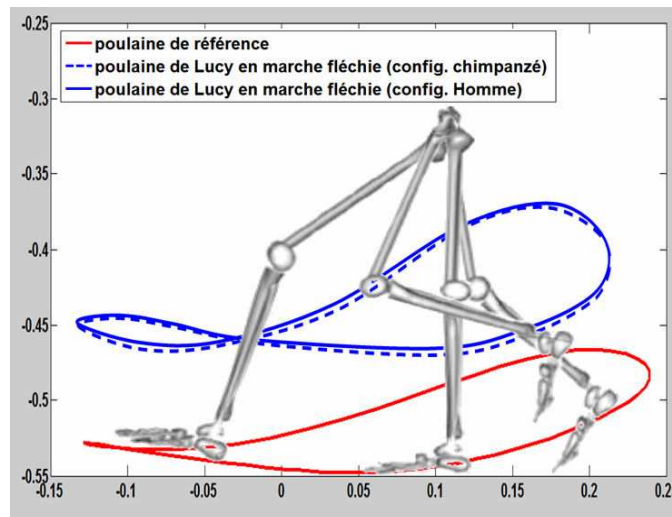 -0.25
poulaine de référence
poulaine de Lucy en marche fléchie (config. chimpanzé)
poulaine de Lucy en marche fléchie (config. Homme)
-0.3
-0.35
-0.4
-0.45
-0.5
-0.55
-0.15 -0.1 -0.05 0 0.05 0.1 0.15 0.2 0.2